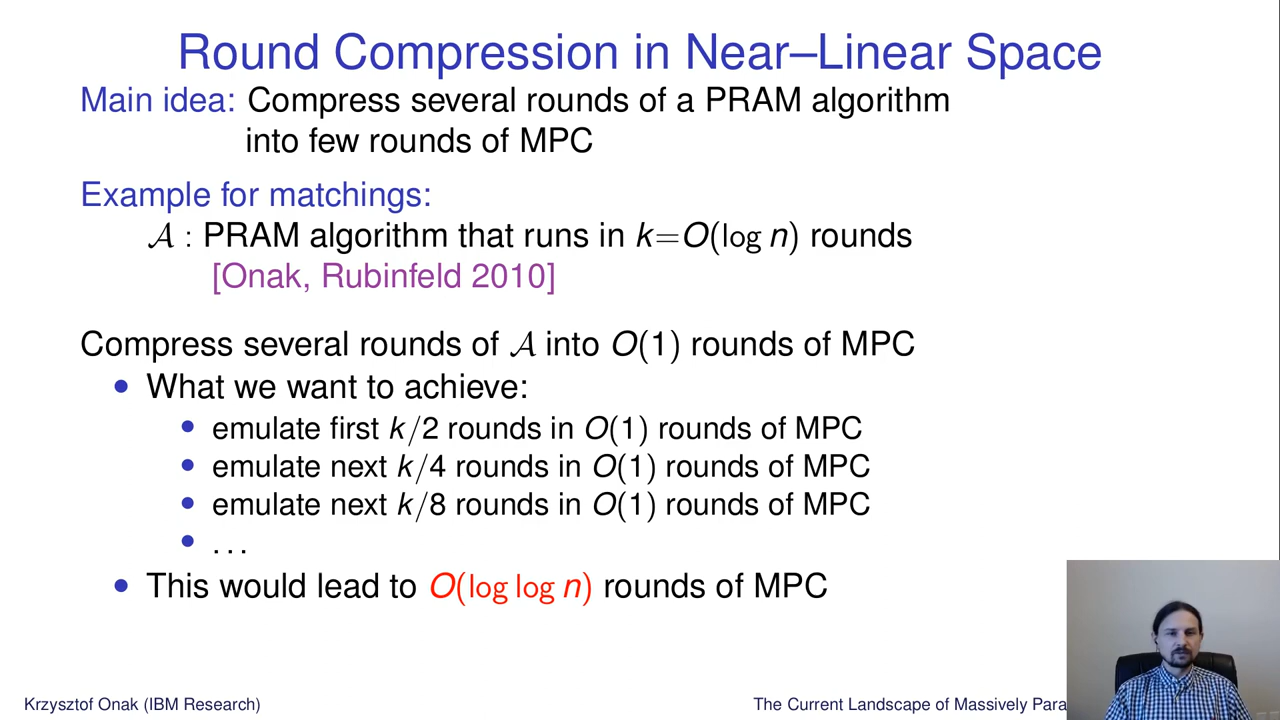 Round Compression in Near–Linear Space
Main idea: Compress several rounds of a PRAM algorithm
into few rounds of MPC
Example for matchings:
𝒜 : PRAM algorithm that runs in k=O(log n) rounds
[Onak, Rubinfeld 2010]
Compress several rounds of 𝒜 into O(1) rounds of MPC
• What we want to achieve:
• emulate first k/2 rounds in O(1) rounds of MPC
• emulate next k/4 rounds in O(1) rounds of MPC
• emulate next k/8 rounds in O(1) rounds of MPC
• ...
• This would lead to O(log log n) rounds of MPC
Krzysztof Onak (IBM Research)
The Current Landscape of Massively Para